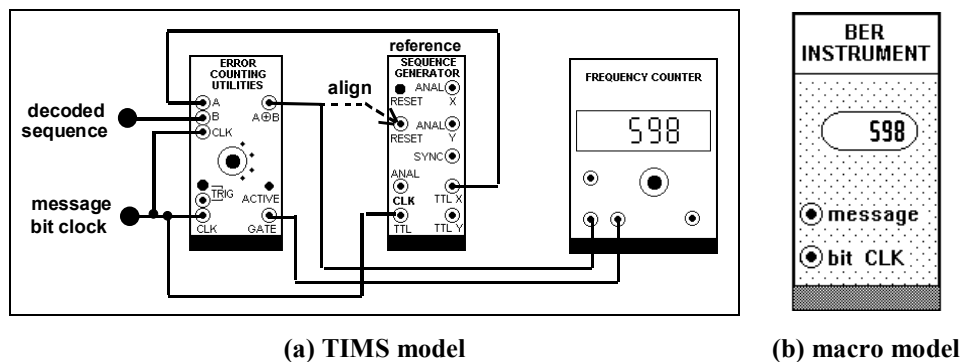 reference
ERROR
COUNTING
UTILITIES
A
B
A⊕B
CLK
TRIG
ACTIVE
CLK
GATE
decoded
sequence
message
bit clock
align
SEQUENCE
GENERATOR
ANAL
X
RESET
RESET
ANAL
Y
SYNC
ANAL
CLK
TTL X
TTL
TTL Y
FREQUENCY COUNTER
598
BER
INSTRUMENT
598
message
bit CLK
(a) TIMS model
(b) macro model